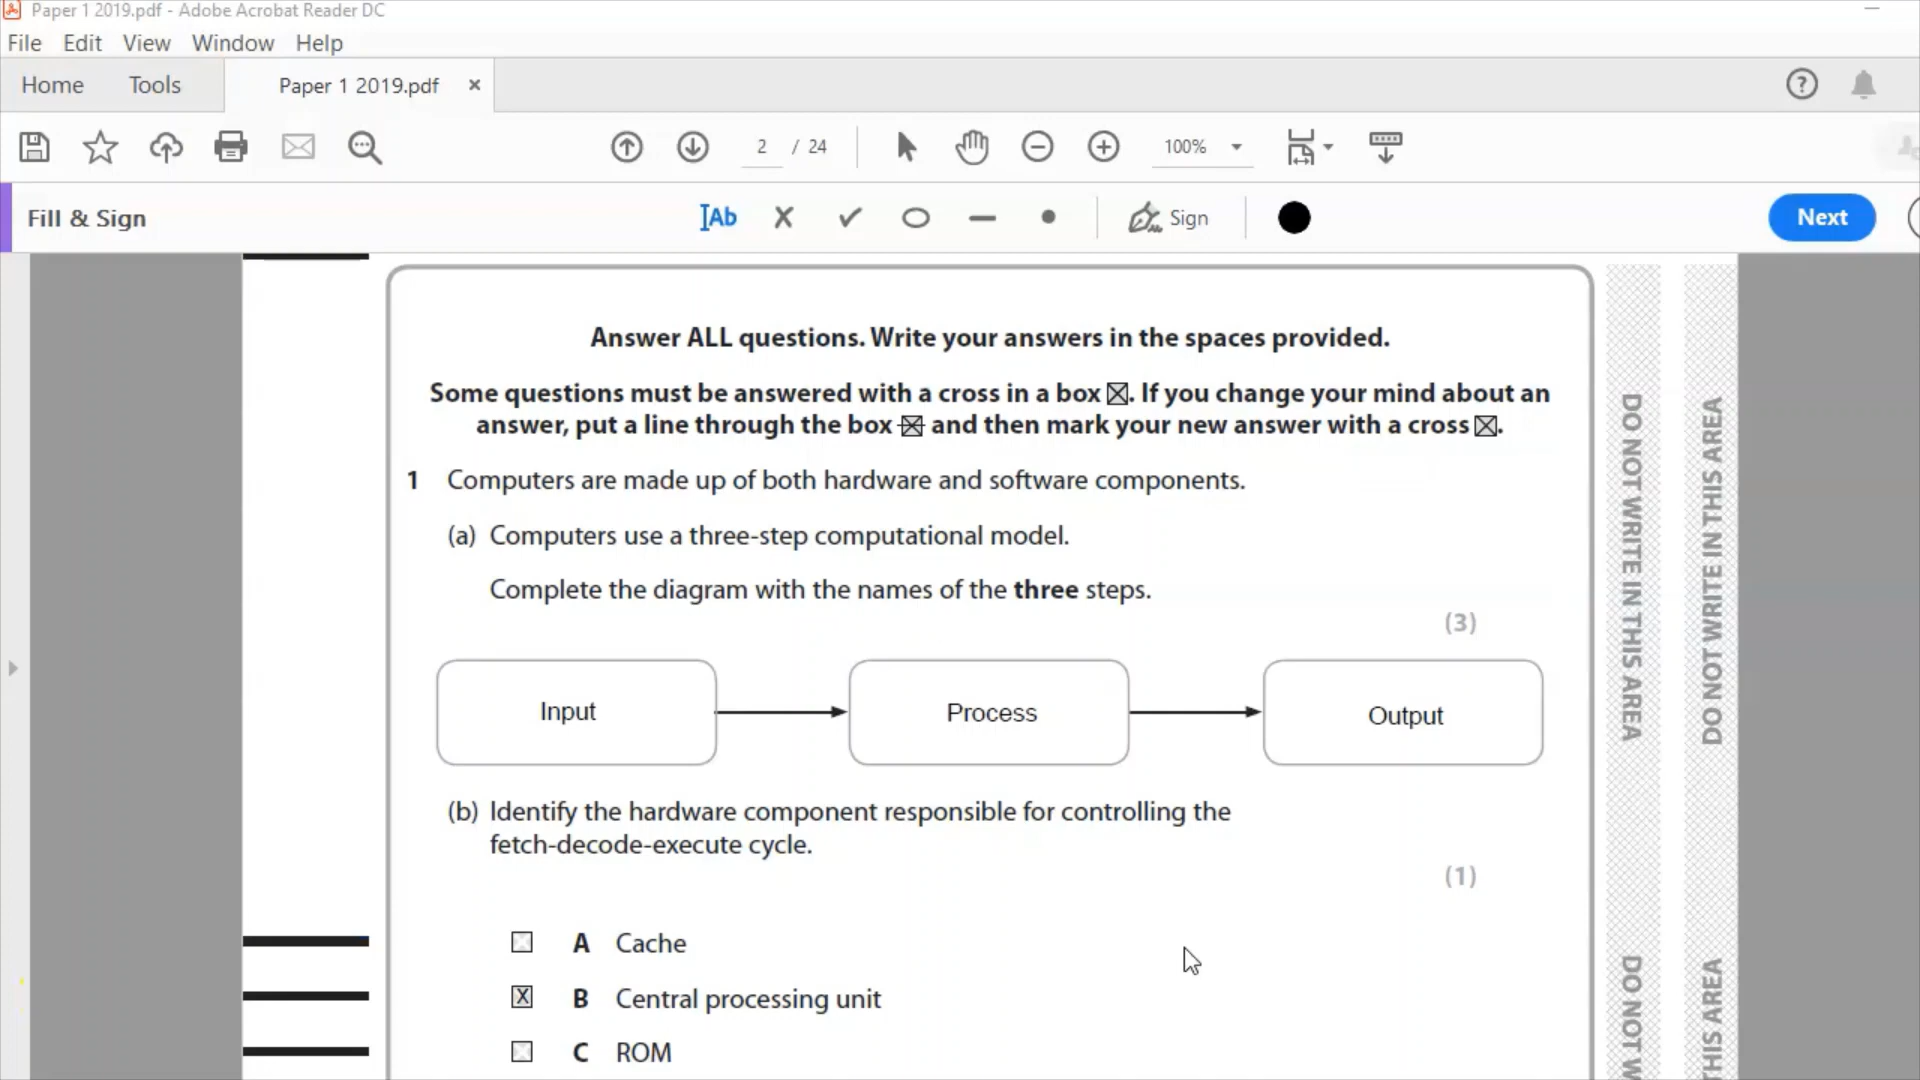 Paper 1 2019.pdf - Adobe Acrobat Reader DC
File Edit View Window Help
Home Tools Paper 1 2019.pdf ×
2 / 24 100%
Fill & Sign Ab Sign Next
Answer ALL questions. Write your answers in the spaces provided.
Some questions must be answered with a cross in a box ☒. If you change your mind about an
answer, put a line through the box ☒ and then mark your new answer with a cross ☒.
1 Computers are made up of both hardware and software components.
(a) Computers use a three-step computational model.
Complete the diagram with the names of the three steps.
(3)
Input Process Output
(b) Identify the hardware component responsible for controlling the
fetch-decode-execute cycle.
(1)
A Cache
X B Central processing unit
C ROM
DO NOT WRITE IN THIS AREA
DO NOT WRITE IN THIS AREA
DO NOT W
THIS AREA